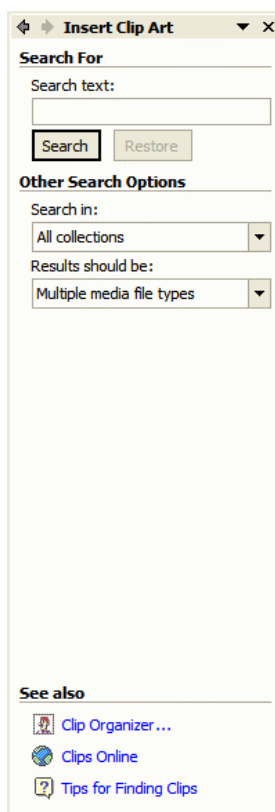 Insert Clip Art
Search For
Search text:
Search Restore
Other Search Options
Search in:
All collections
Results should be:
Multiple media file types
See also
Clip Organizer...
Clips Online
Tips for Finding Clips